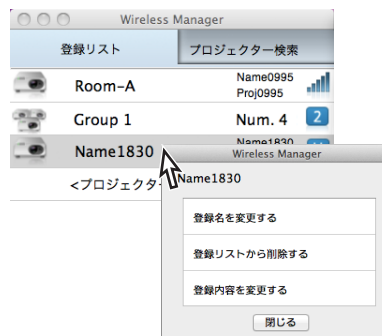 Wireless Manager
登録リスト プロジェクター検索
Room-A Name0995
Proj0995
Group 1 Num. 4 2
Name1830 Name1830
<プロジェクター
Wireless Manager
Name1830
登録名を変更する
登録リストから削除する
登録内容を変更する
閉じる